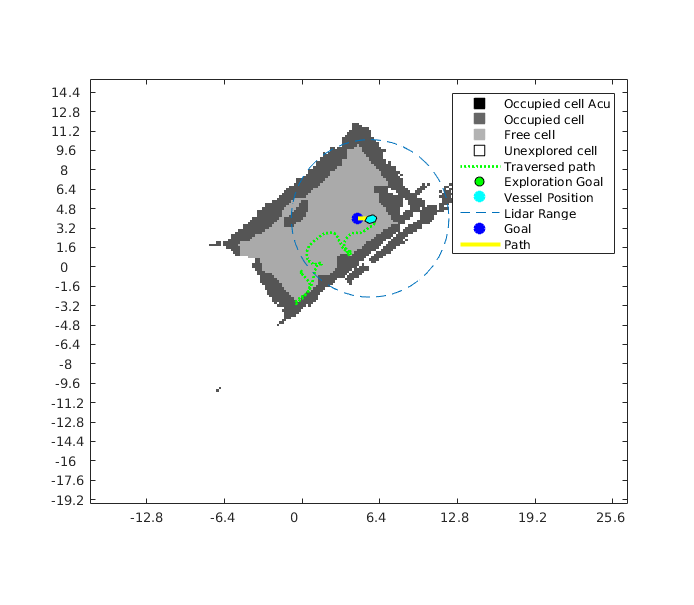 14.4
12.8
11.2
9.6
8
6.4
4.8
3.2
1.6
0
-1.6
-3.2
-4.8
-6.4
-8
-9.6
-11.2
-12.8
-14.4
-16
-17.6
-19.2
-12.8 -6.4 0 6.4 12.8 19.2 25.6
Occupied cell Acu
Occupied cell
Free cell
Unexplored cell
Traversed path
Exploration Goal
Vessel Position
Lidar Range
Goal
Path